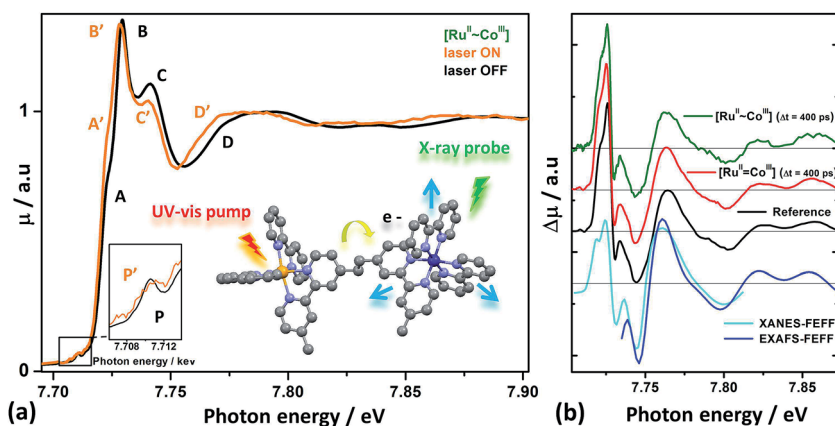 [Ru^II~Co^III]
laser ON
laser OFF
B'
B
C
C'
A'
D'
D
A
1
X-ray probe
UV-vis pump
e -
P'
P
7.708 7.712
Photon energy / kev
0
μ / a.u
7.70 7.75 7.80 7.85 7.90
Photon energy / eV
(a)
[Ru^II~Co^III] (Δt = 400 ps)
[Ru^II=Co^III] (Δt = 400 ps)
Reference
XANES-FEFF
EXAFS-FEFF
Δμ / a.u
7.75 7.80 7.85
Photon energy / eV
(b)